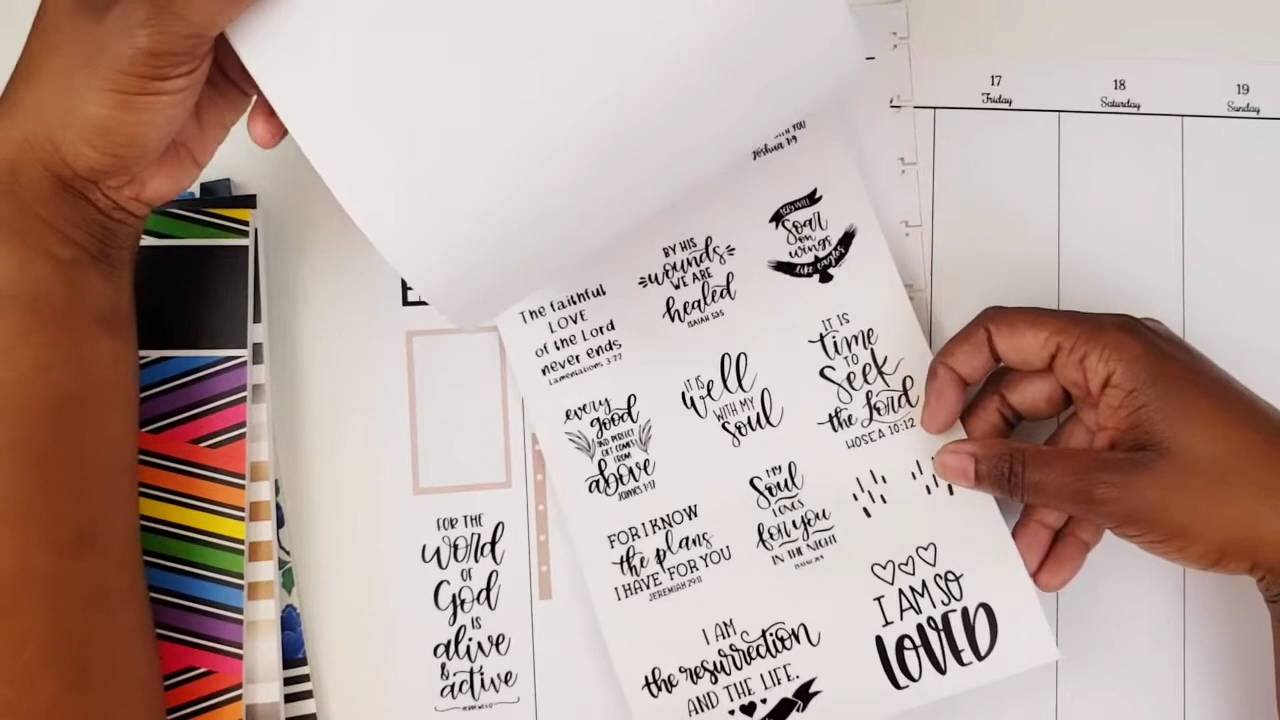 17
Friday
18
Saturday
19
Sunday
WITH YOU
Joshua 1:9
THEY WILL
Soar
on
wings
like eagles
BY HIS
wounds
WE ARE
healed
ISAIAH 53:5
The faithful
LOVE
of the Lord
never ends
Lamentations 3:22
IT IS
time
TO
Seek
the Lord
HOSEA 10:12
IT IS
well
WITH MY
soul
every
good
AND PERFECT
GIFT COMES
FROM
above
James 1:17
MY
Soul
LONGS
for you
IN THE NIGHT
FOR I KNOW
the plans
I HAVE FOR YOU
JEREMIAH 29:11
I AM SO
LOVED
I AM
the resurrection
AND THE LIFE.
FOR THE
word
OF
God
IS
alive
&
active